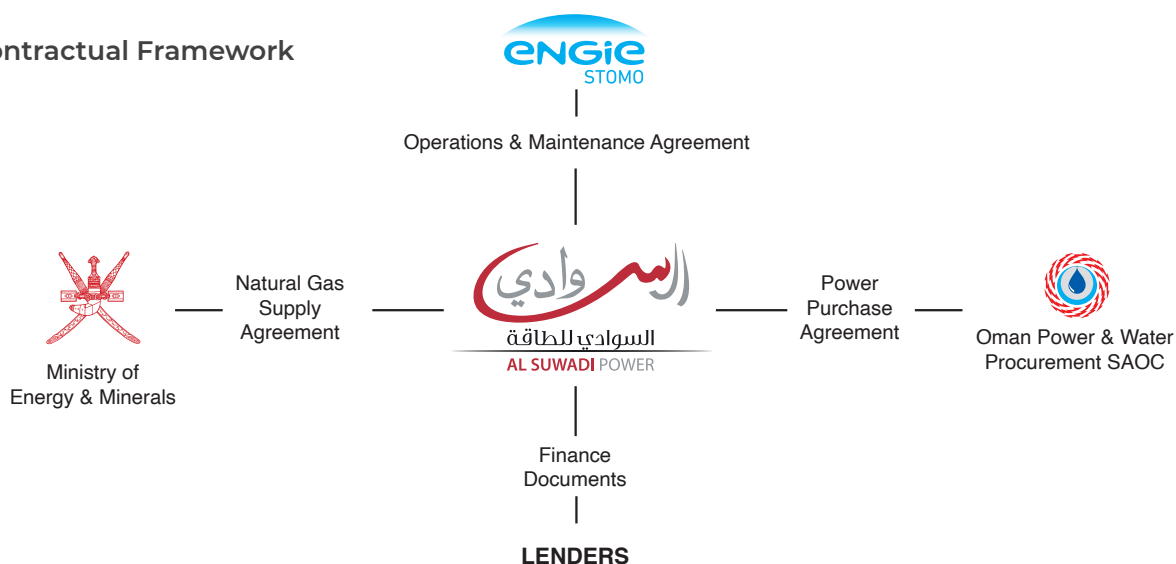 ontractual Framework
ENGIE
STOMO
Operations & Maintenance Agreement
Natural Gas
Supply
Agreement
السوادي
السوادي للطاقة
AL SUWADI POWER
Power
Purchase
Agreement
Ministry of
Energy & Minerals
Oman Power & Water
Procurement SAOC
Finance
Documents
LENDERS